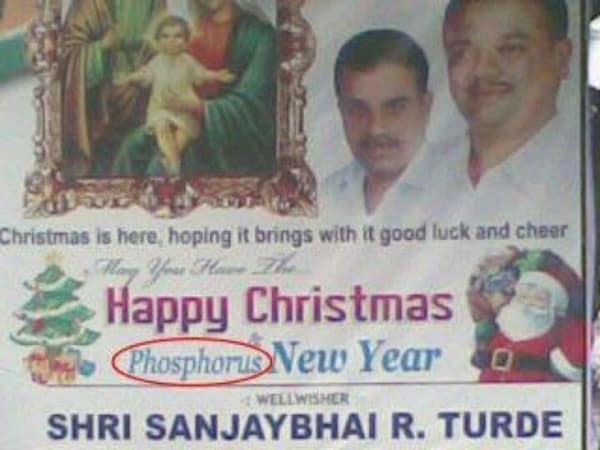 Christmas is here, hoping it brings with it good luck and cheer
May You Have The...
Happy Christmas
&
Phosphorus New Year
-: WELLWISHER :-
SHRI SANJAYBHAI R. TURDE